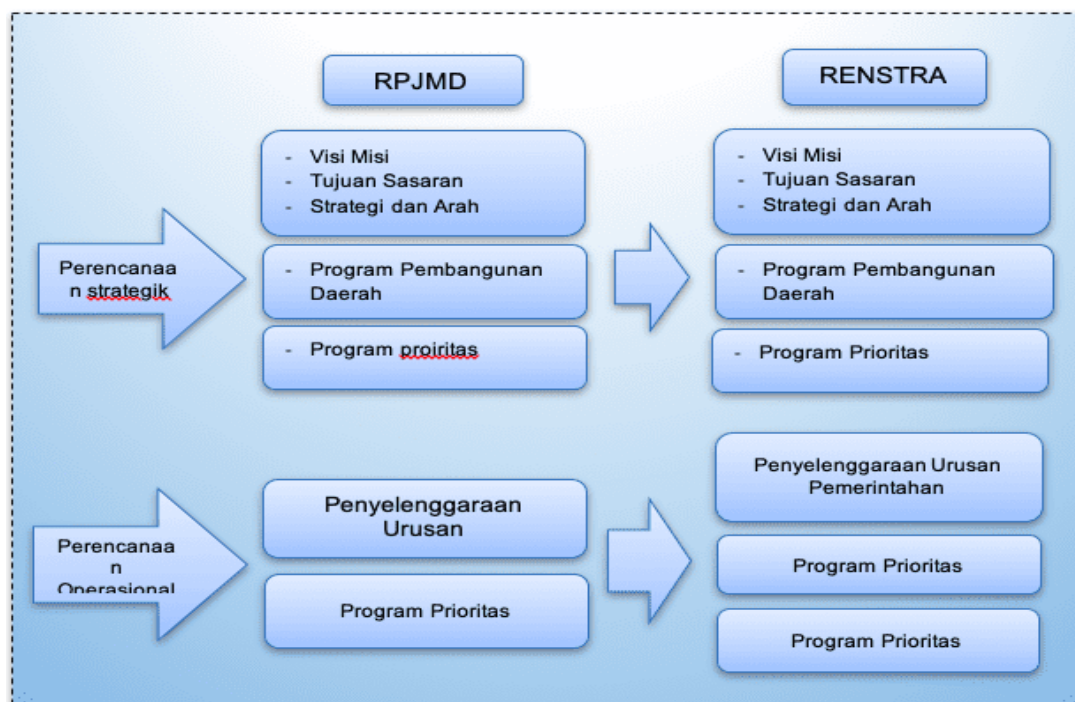 RPJMD
RENSTRA
Perencanaa
n strategik
- Visi Misi
- Tujuan Sasaran
- Strategi dan Arah
- Program Pembangunan
Daerah
- Program proiritas
- Visi Misi
- Tujuan Sasaran
- Strategi dan Arah
- Program Pembangunan
Daerah
- Program Prioritas
Perencanaa
n
Operasional
Penyelenggaraan
Urusan
Program Prioritas
Penyelenggaraan Urusan
Pemerintahan
Program Prioritas
Program Prioritas